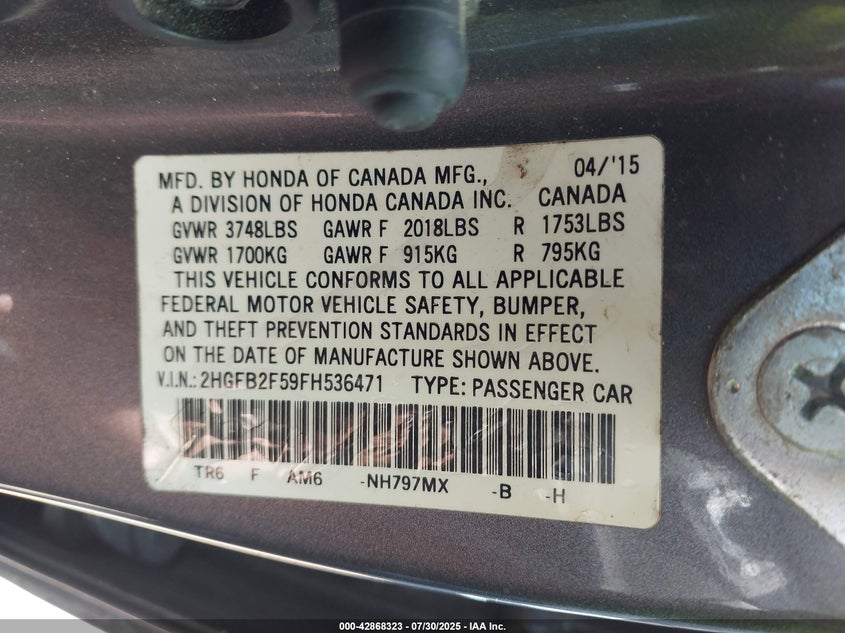 MFD. BY HONDA OF CANADA MFG., 04/'15
A DIVISION OF HONDA CANADA INC. CANADA
GVWR 3748LBS GAWR F 2018LBS R 1753LBS
GVWR 1700KG GAWR F 915KG R 795KG
THIS VEHICLE CONFORMS TO ALL APPLICABLE
FEDERAL MOTOR VEHICLE SAFETY, BUMPER,
AND THEFT PREVENTION STANDARDS IN EFFECT
ON THE DATE OF MANUFACTURE SHOWN ABOVE.
V.I.N.: 2HGFB2F59FH536471 TYPE: PASSENGER CAR
TR6 F AM6 -NH797MX -B -H
000-42868323 — 07/30/2025 — IAA Inc.